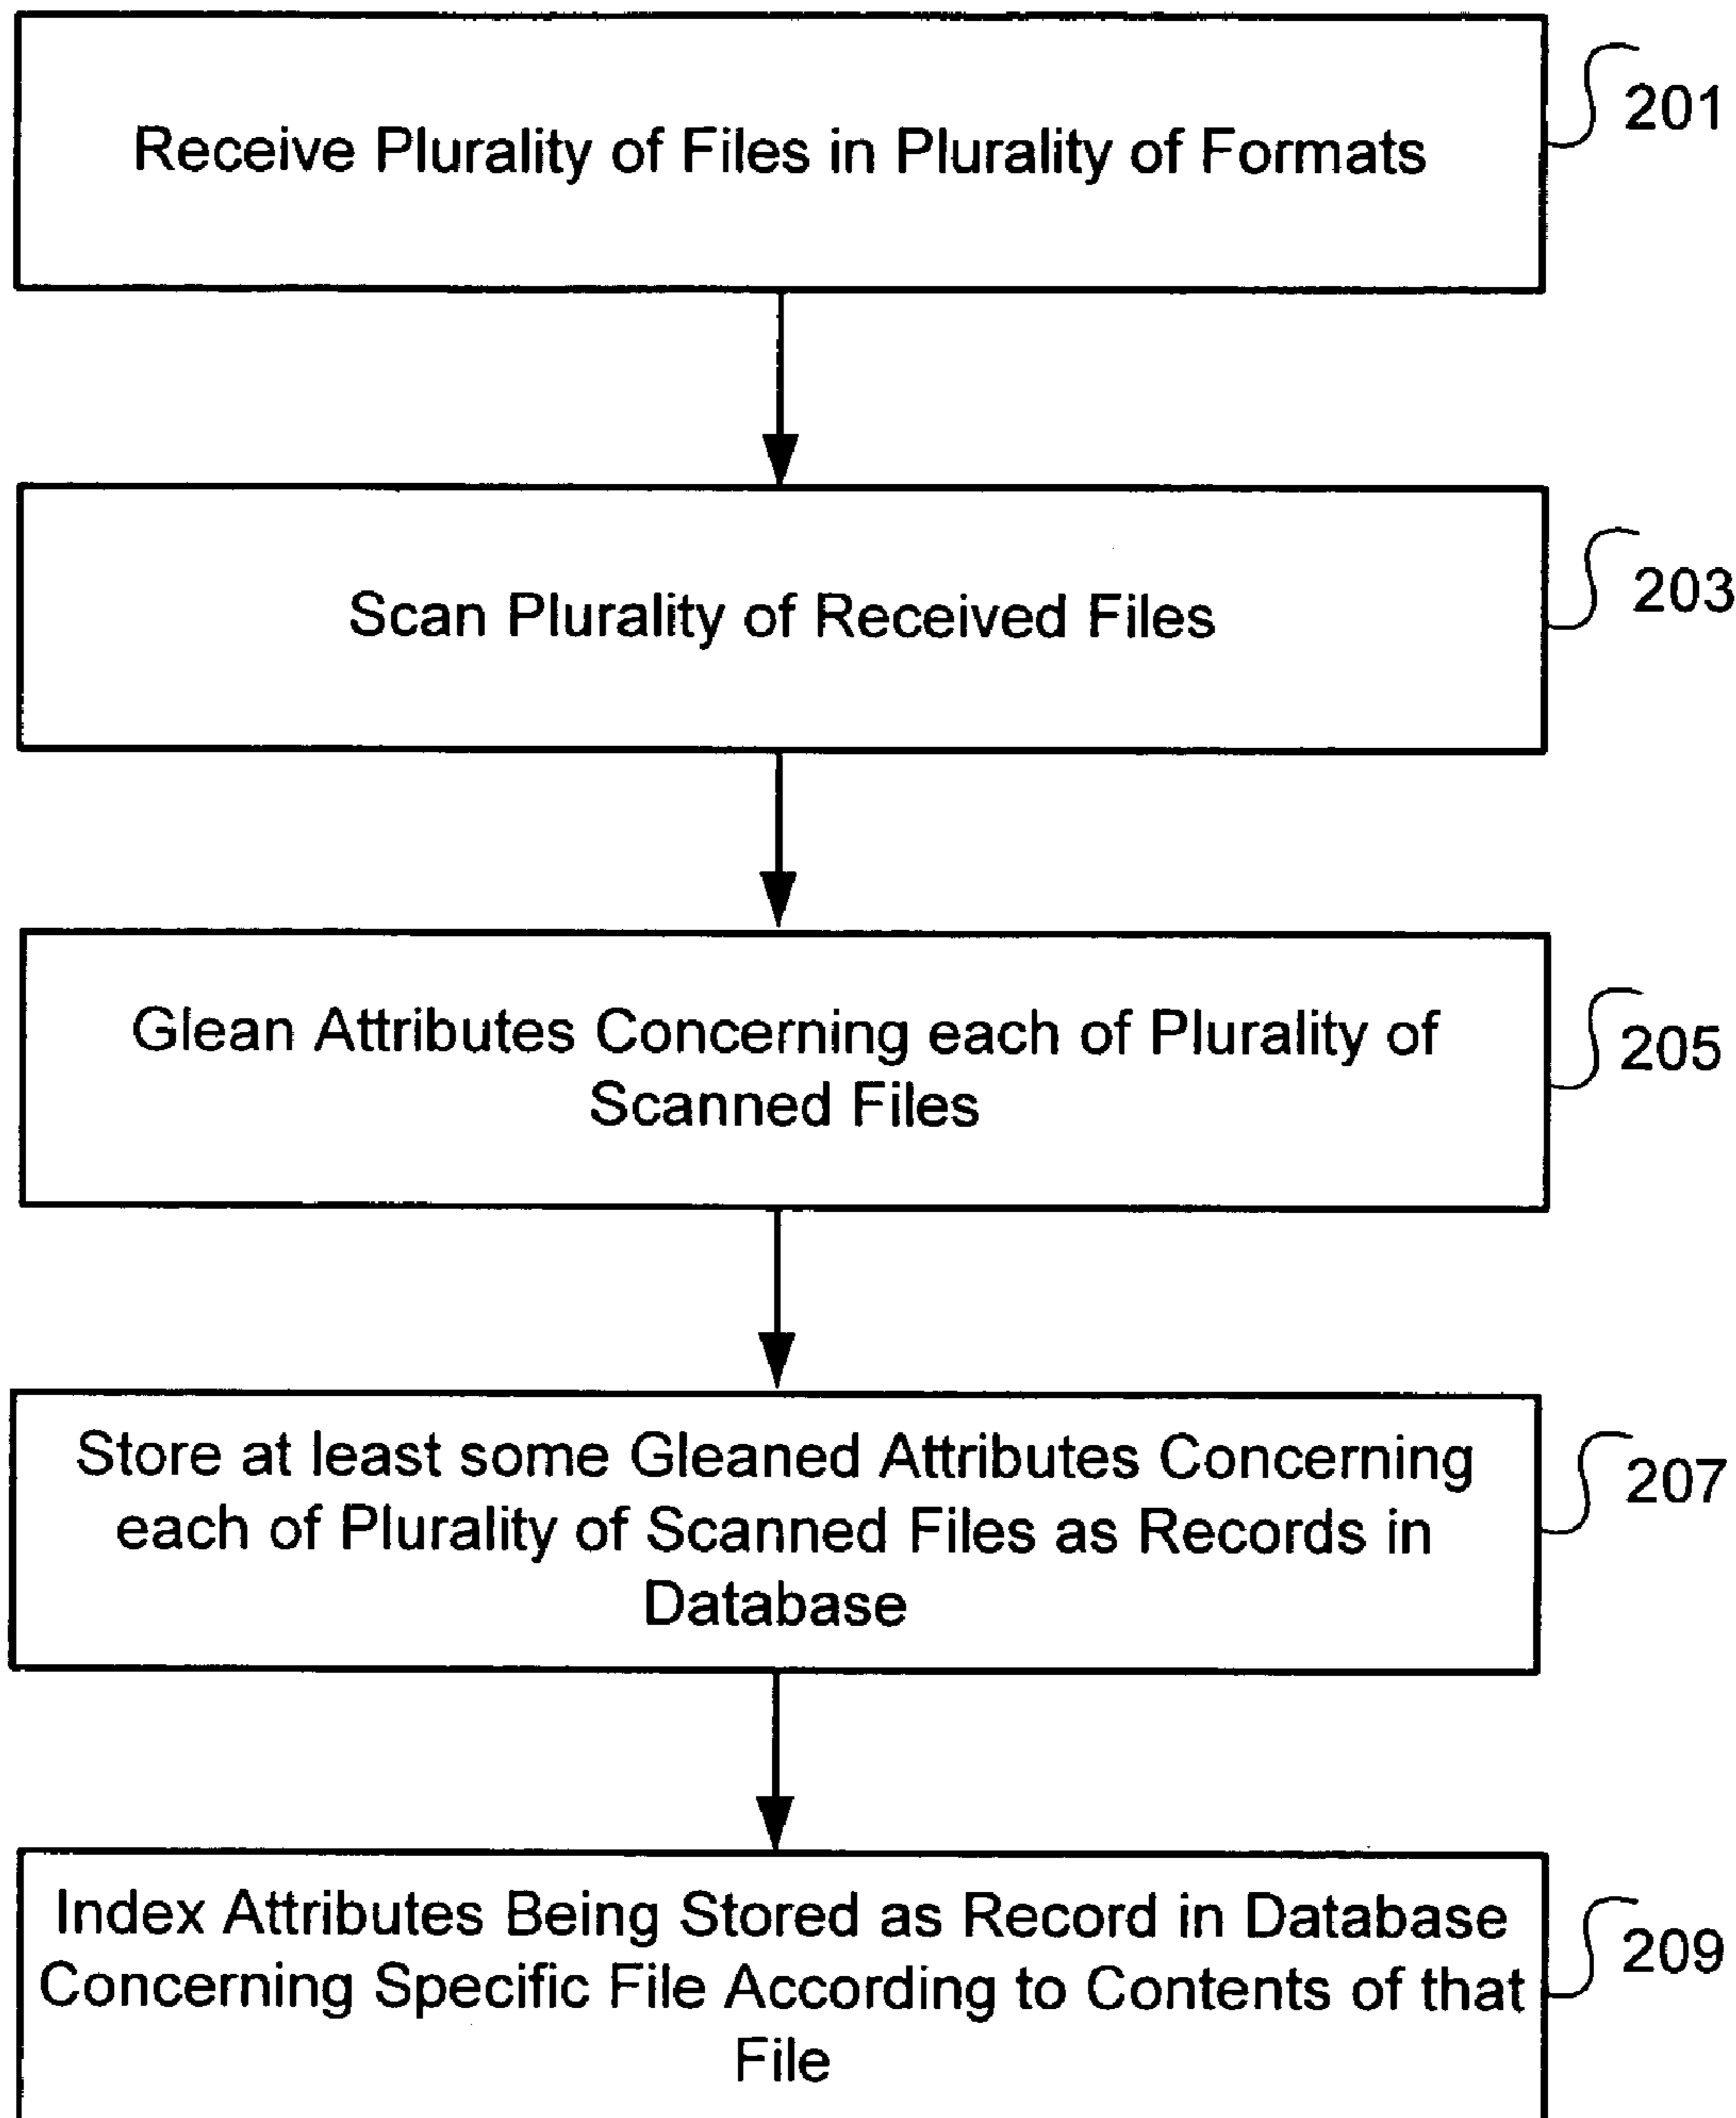 Receive Plurality of Files in Plurality of Formats
201
Scan Plurality of Received Files
203
Glean Attributes Concerning each of Plurality of
Scanned Files
205
Store at least some Gleaned Attributes Concerning
each of Plurality of Scanned Files as Records in
Database
207
Index Attributes Being Stored as Record in Database
Concerning Specific File According to Contents of that
File
209